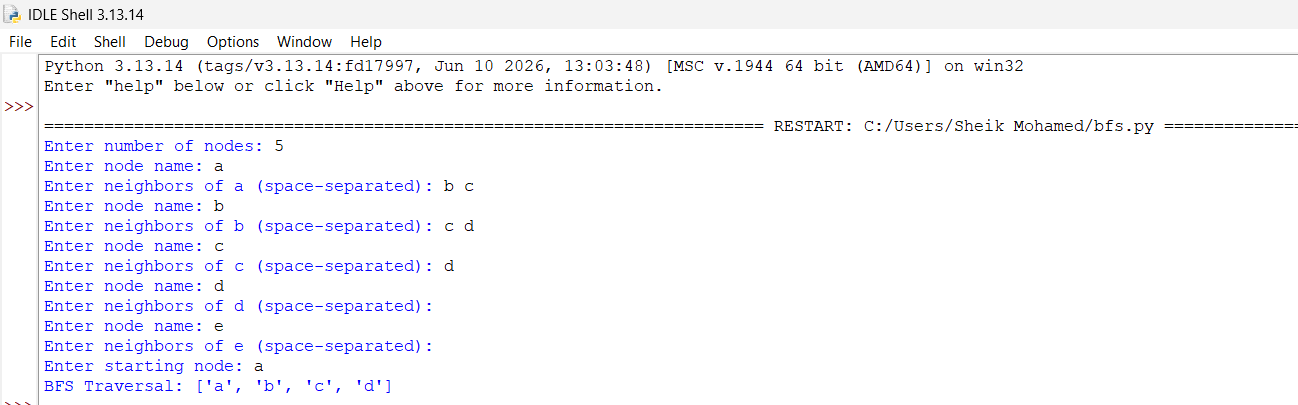 IDLE Shell 3.13.14
File Edit Shell Debug Options Window Help
Python 3.13.14 (tags/v3.13.14:fd17997, Jun 10 2026, 13:03:48) [MSC v.1944 64 bit (AMD64)] on win32
Enter "help" below or click "Help" above for more information.
>>>
======================================================================== RESTART: C:/Users/Sheik Mohamed/bfs.py ==============
Enter number of nodes: 5
Enter node name: a
Enter neighbors of a (space-separated): b c
Enter node name: b
Enter neighbors of b (space-separated): c d
Enter node name: c
Enter neighbors of c (space-separated): d
Enter node name: d
Enter neighbors of d (space-separated):
Enter node name: e
Enter neighbors of e (space-separated):
Enter starting node: a
BFS Traversal: ['a', 'b', 'c', 'd']
>>>